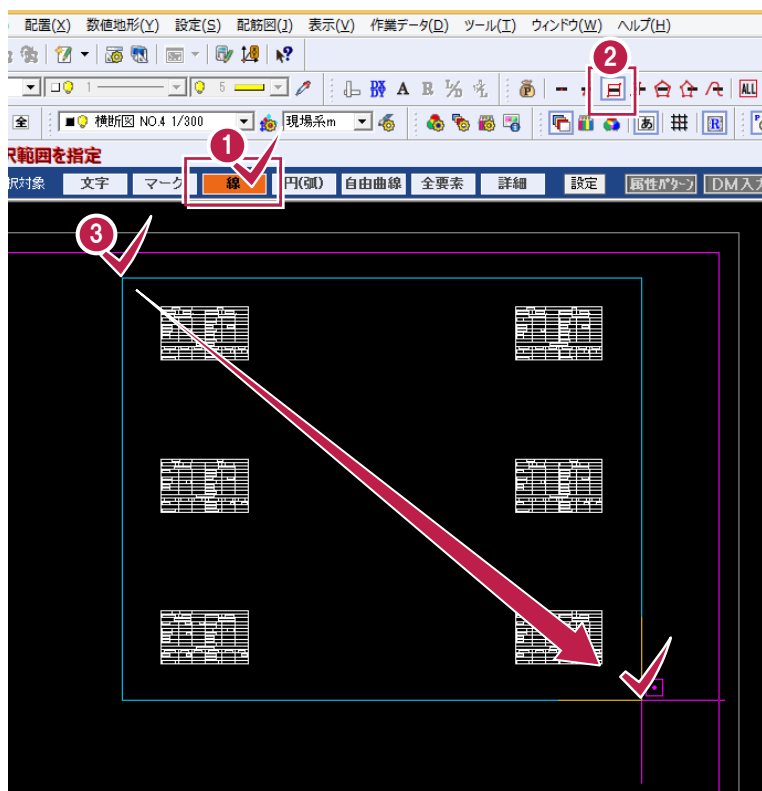 配置(X) 数値地形(Y) 設定(S) 配筋図(J) 表示(V) 作業データ(D) ツール(T) ウィンドウ(W) ヘルプ(H)
2
1 5 A B ALL
全 横断図 NO.4 1/300 現場系m あ R
1
択範囲を指定
択対象 文字 マーク 線 円(弧) 自由曲線 全要素 詳細 設定 属性パターン DM入力
3